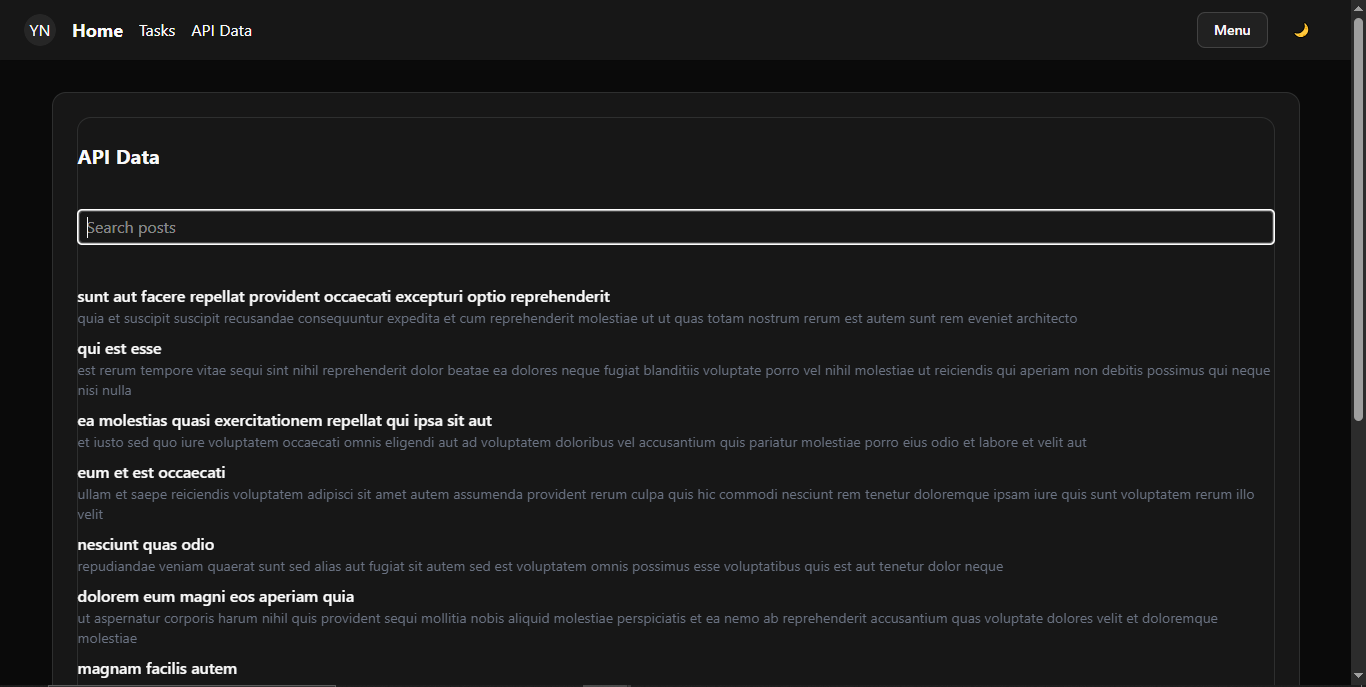 YN Home Tasks API Data Menu
API Data
Search posts
sunt aut facere repellat provident occaecati excepturi optio reprehenderit
quia et suscipit suscipit recusandae consequuntur expedita et cum reprehenderit molestiae ut ut quas totam nostrum rerum est autem sunt rem eveniet architecto
qui est esse
est rerum tempore vitae sequi sint nihil reprehenderit dolor beatae ea dolores neque fugiat blanditiis voluptate porro vel nihil molestiae ut reiciendis qui aperiam non debitis possimus qui neque
nisi nulla
ea molestias quasi exercitationem repellat qui ipsa sit aut
et iusto sed quo iure voluptatem occaecati omnis eligendi aut ad voluptatem doloribus vel accusantium quis pariatur molestiae porro eius odio et labore et velit aut
eum et est occaecati
ullam et saepe reiciendis voluptatem adipisci sit amet autem assumenda provident rerum culpa quis hic commodi nesciunt rem tenetur doloremque ipsam iure quis sunt voluptatem rerum illo
velit
nesciunt quas odio
repudiandae veniam quaerat sunt sed alias aut fugiat sit autem sed est voluptatem omnis possimus esse voluptatibus quis est aut tenetur dolor neque
dolorem eum magni eos aperiam quia
ut aspernatur corporis harum nihil quis provident sequi mollitia nobis aliquid molestiae perspiciatis et ea nemo ab reprehenderit accusantium quas voluptate dolores velit et doloremque
molestiae
magnam facilis autem